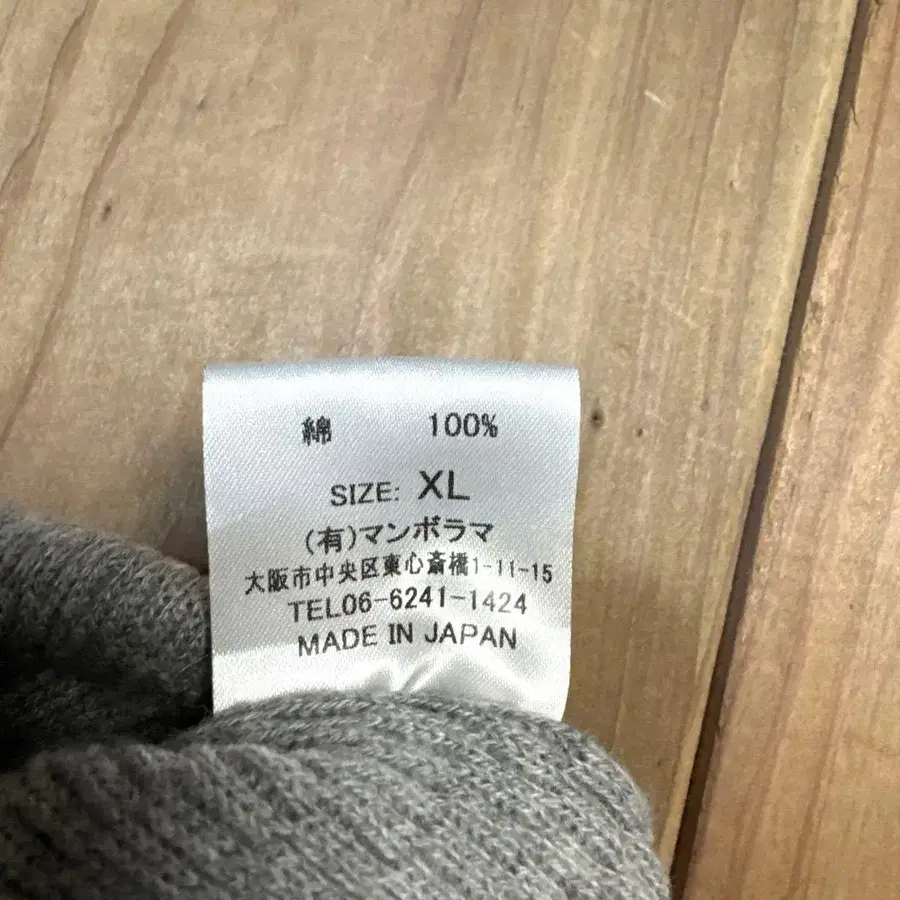 綿 100%
SIZE: XL
(有)マンボラマ
大阪市中央区東心斎橋1-11-15
TEL06-6241-1424
MADE IN JAPAN